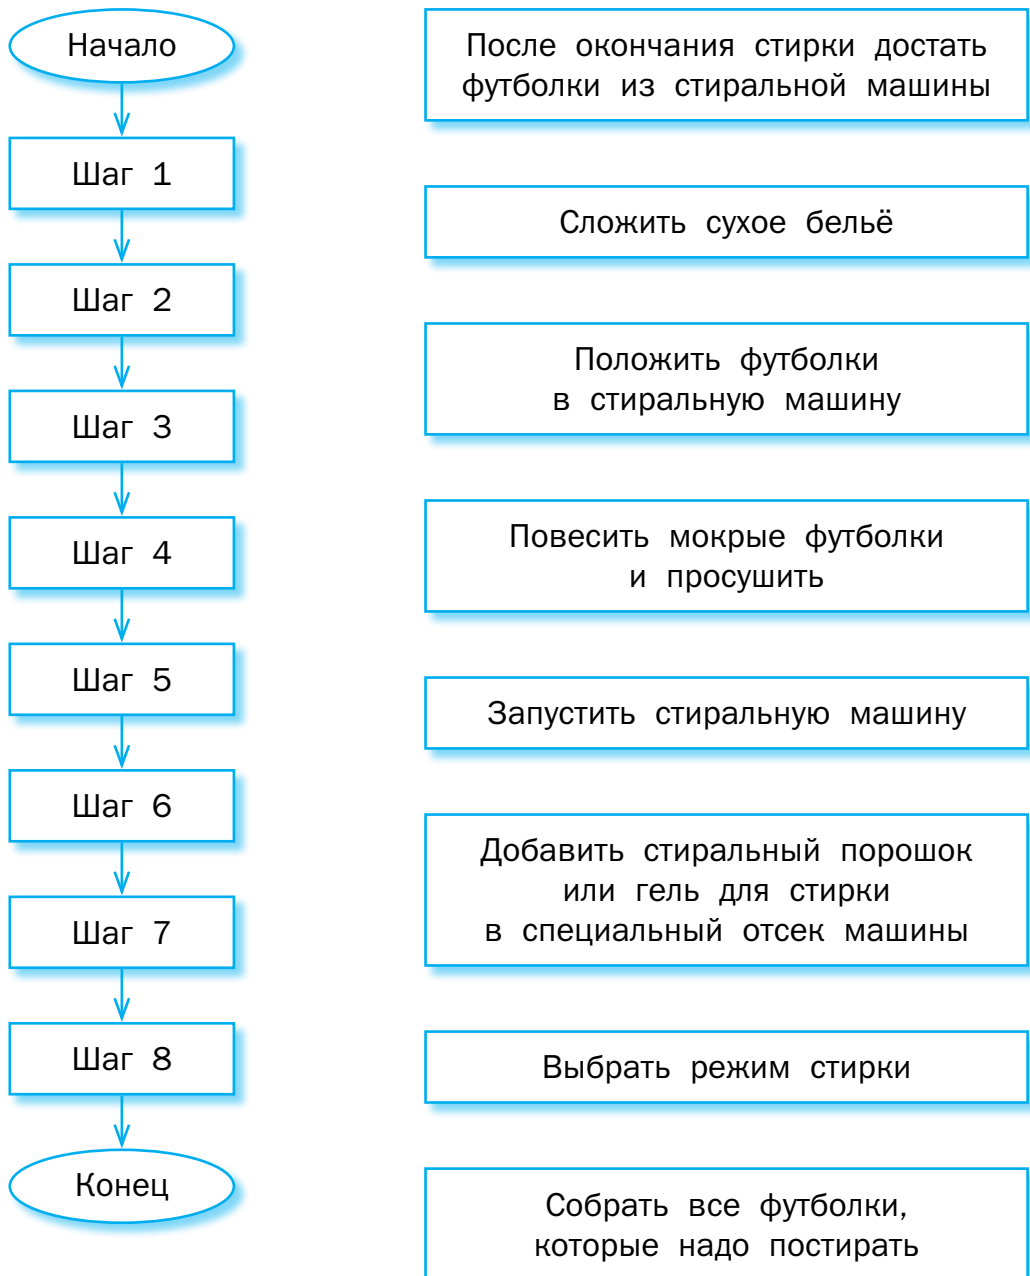 Начало
Шаг 1
Шаг 2
Шаг 3
Шаг 4
Шаг 5
Шаг 6
Шаг 7
Шаг 8
Конец
После окончания стирки достать
футболки из стиральной машины
Сложить сухое бельё
Положить футболки
в стиральную машину
Повесить мокрые футболки
и просушить
Запустить стиральную машину
Добавить стиральный порошок
или гель для стирки
в специальный отсек машины
Выбрать режим стирки
Собрать все футболки,
которые надо постирать